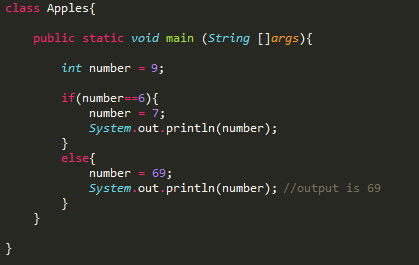 class Apples{
public static void main (String []args){
int number = 9;
if(number==6){
number = 7;
System.out.println(number);
}
else{
number = 69;
System.out.println(number); //output is 69
}
}
}